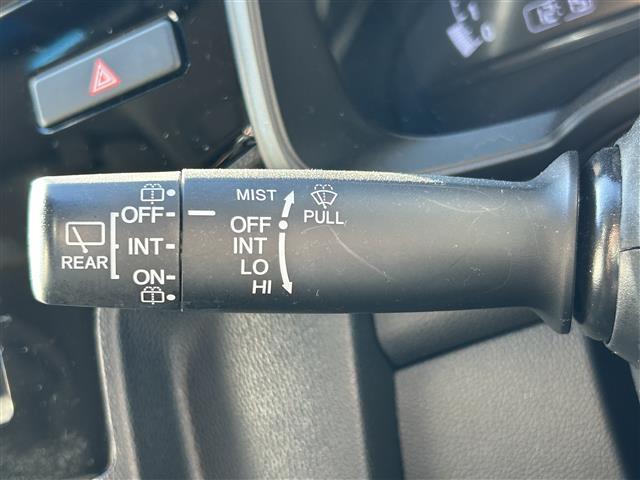 REAR
OFF
INT
ON
MIST
OFF
INT
LO
HI
PULL